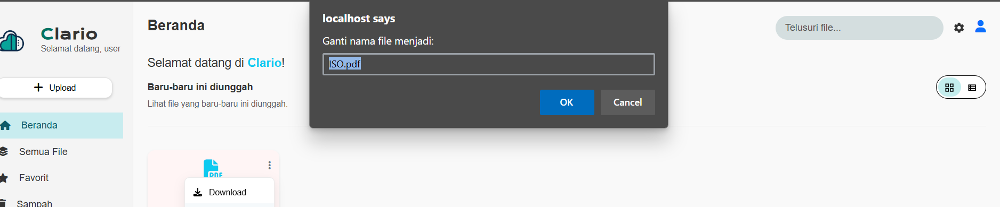 Clario
Selamat datang, user
Upload
Beranda
Semua File
Favorit
Sampah
Beranda
Selamat datang di Clario!
Baru-baru ini diunggah
Lihat file yang baru-baru ini diunggah.
PDF
Download
localhost says
Ganti nama file menjadi:
ISO.pdf
OK
Cancel
Telusuri file...